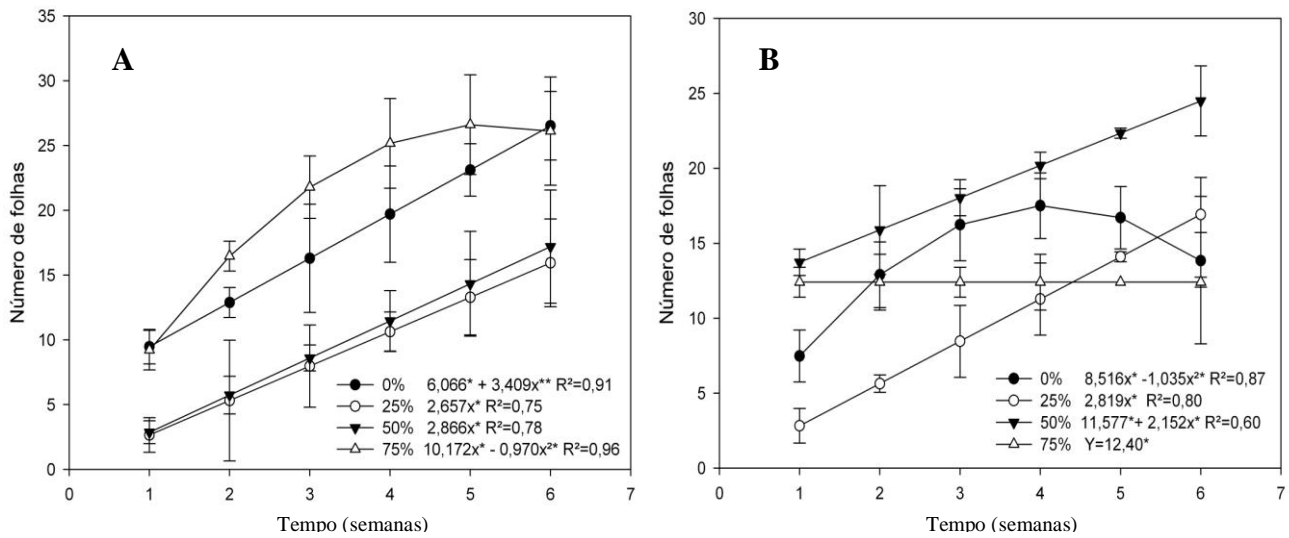 A
Número de folhas
35
30
25
20
15
10
5
0
0% 6,066* + 3,409x** R²=0,91
25% 2,657x* R²=0,75
50% 2,866x* R²=0,78
75% 10,172x* - 0,970x²* R²=0,96
0 1 2 3 4 5 6 7
Tempo (semanas)
B
Número de folhas
30
25
20
15
10
5
0
0% 8,516x* -1,035x²* R²=0,87
25% 2,819x* R²=0,80
50% 11,577*+ 2,152x* R²=0,60
75% Y=12,40*
0 1 2 3 4 5 6 7
Tempo (semanas)